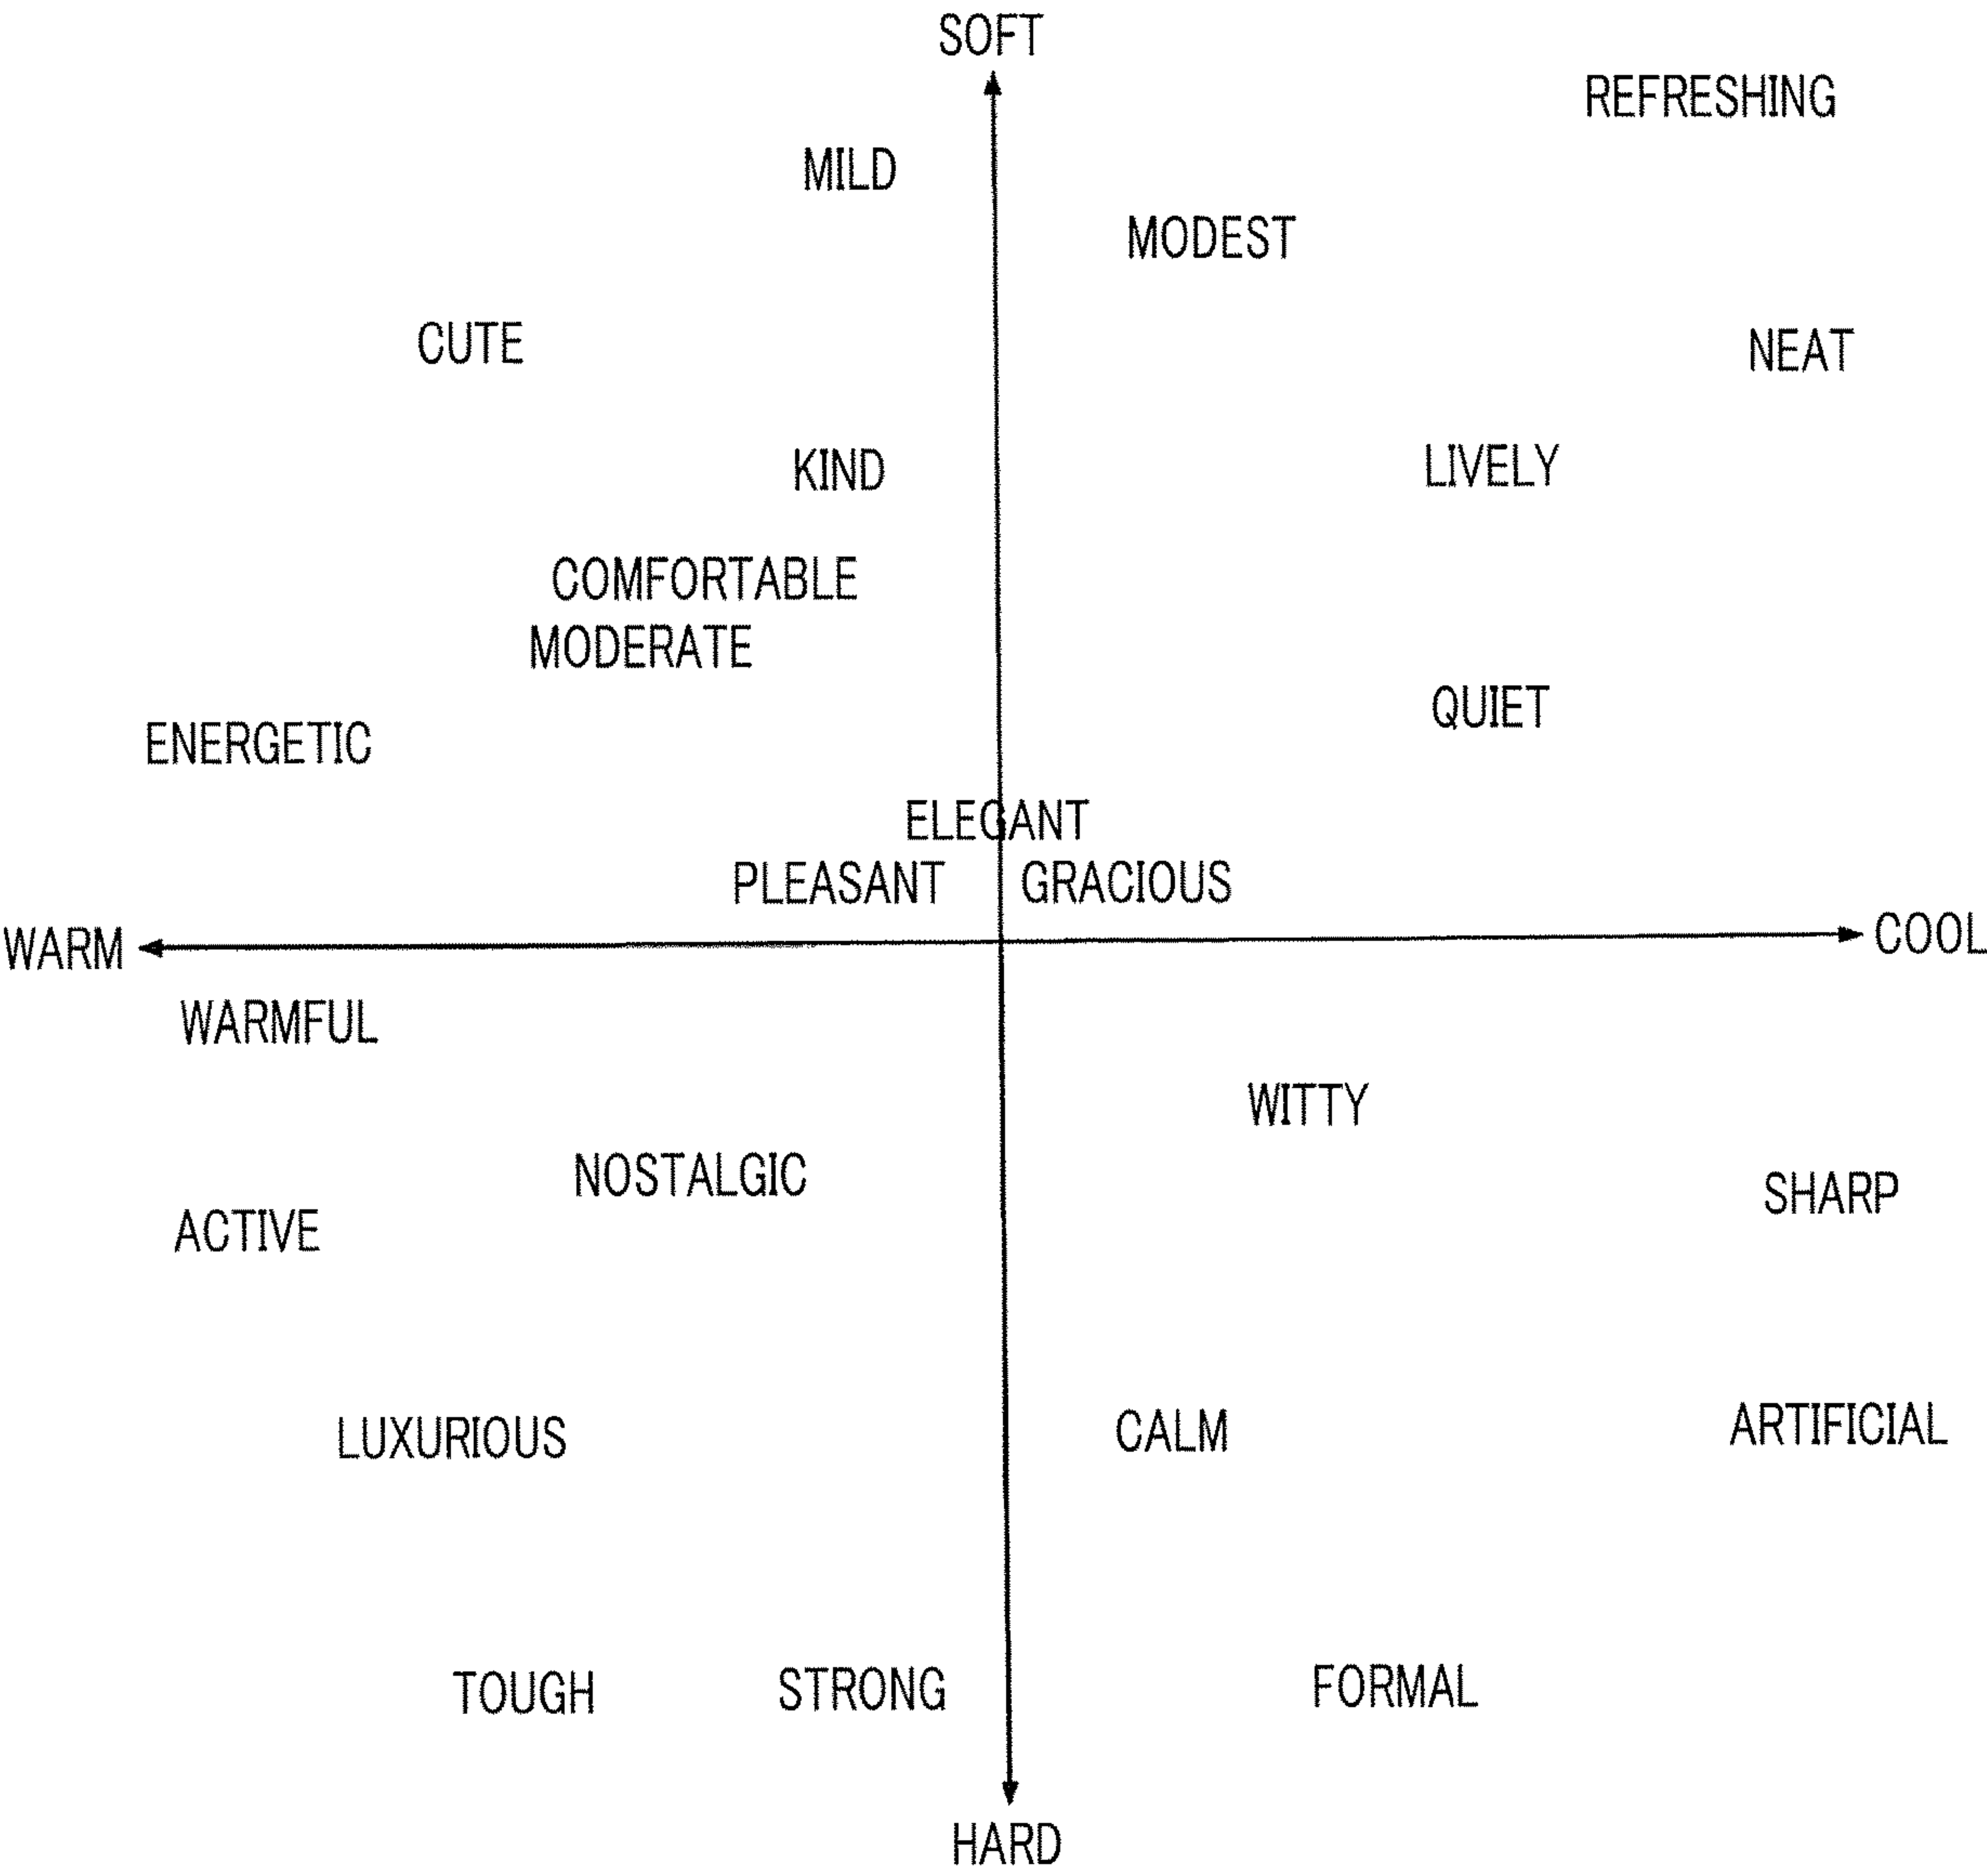 SOFT
REFRESHING
MILD
MODEST
CUTE
NEAT
KIND
LIVELY
COMFORTABLE
MODERATE
QUIET
ENERGETIC
ELEGANT
PLEASANT GRACIOUS
WARM COOL
WARMFUL
WITTY
NOSTALGIC
SHARP
ACTIVE
LUXURIOUS CALM ARTIFICIAL
TOUGH STRONG FORMAL
HARD